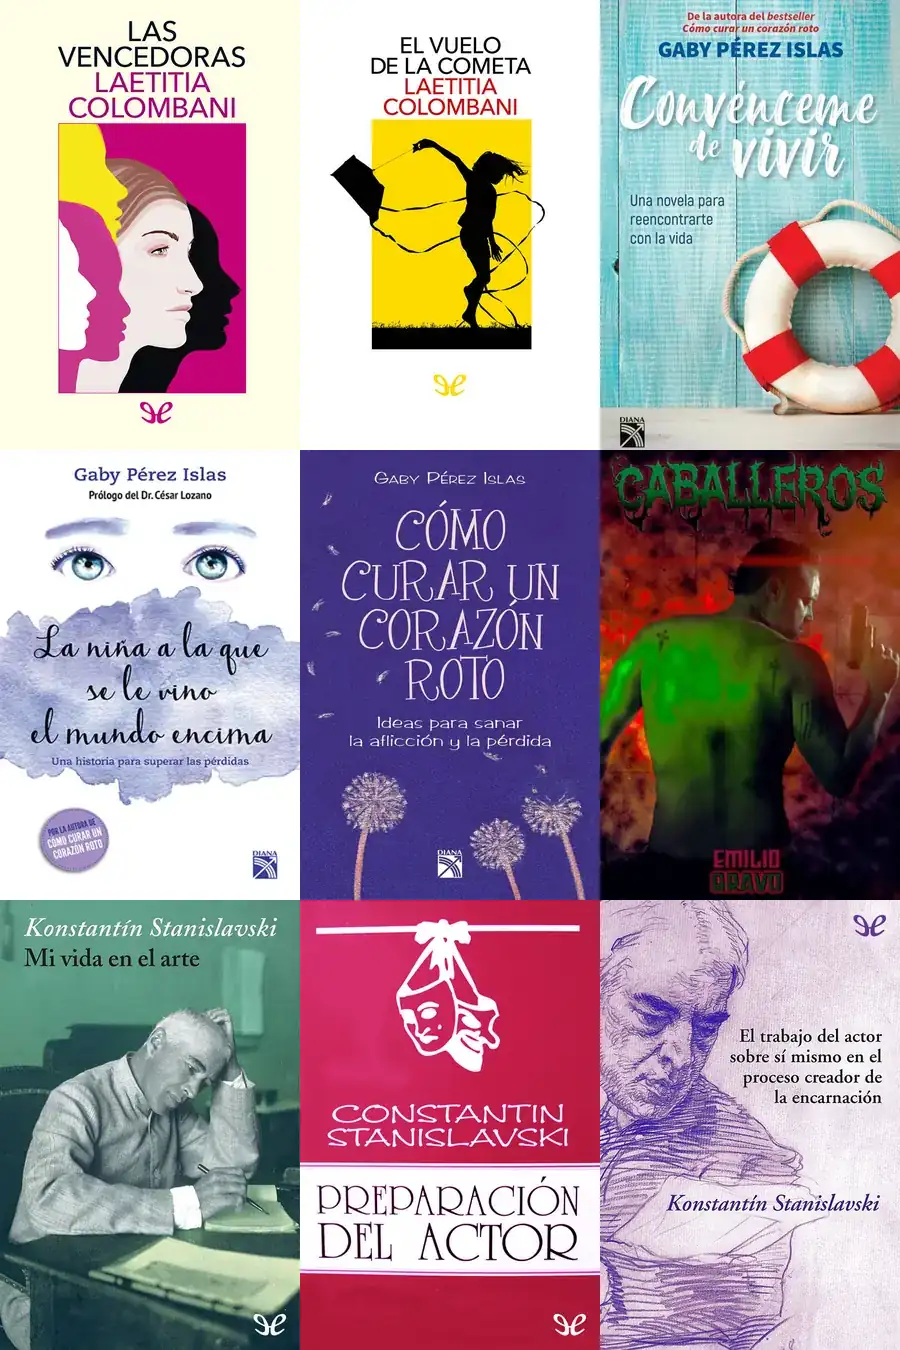 LAS
VENCEDORAS
LAETITIA
COLOMBANI
EL VUELO
DE LA COMETA
LAETITIA
COLOMBANI
De la autora del bestseller
Cómo curar un corazón roto
GABY PÉREZ ISLAS
Convénceme
de vivir
Una novela para
reencontrarte
con la vida
DIANA
Gaby Pérez Islas
Prólogo del Dr. César Lozano
La niña a la que
se le vino
el mundo encima
Una historia para superar las pérdidas
POR LA AUTORA DE
CÓMO CURAR UN
CORAZÓN ROTO
DIANA
GABY PÉREZ ISLAS
CÓMO
CURAR UN
CORAZÓN
ROTO
Ideas para sanar
la aflicción y la pérdida
DIANA
CABALLEROS
EMILIO
BRAVO
Konstantín Stanislavski
Mi vida en el arte
CONSTANTIN
STANISLAVSKI
PREPARACIÓN
DEL ACTOR
El trabajo del actor
sobre sí mismo en el
proceso creador de
la encarnación
Konstantín Stanislavski